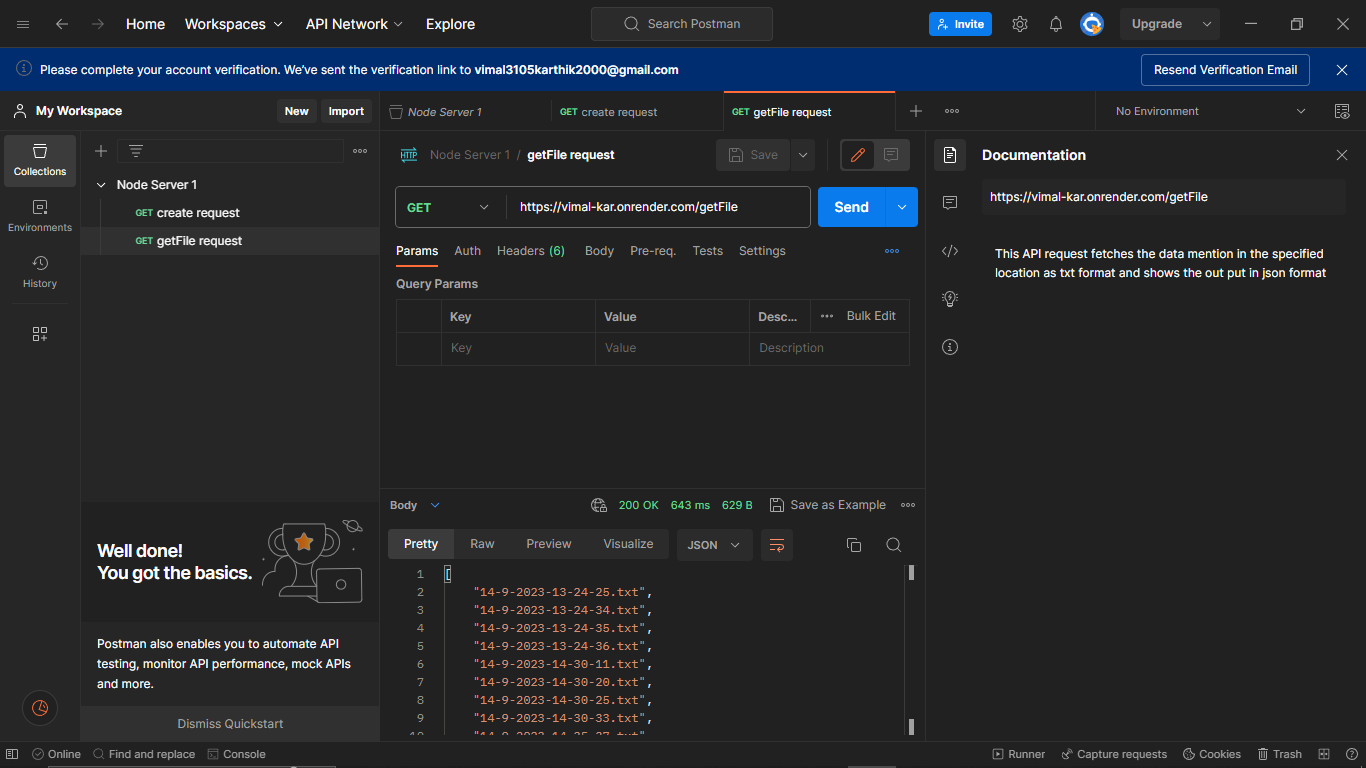 Home Workspaces API Network Explore Search Postman Invite Upgrade
Please complete your account verification. We've sent the verification link to vimal3105karthik2000@gmail.com Resend Verification Email
My Workspace New Import Node Server 1 GET create request GET getFile request No Environment
Collections
Environments
History
Node Server 1
GET create request
GET getFile request
HTTP Node Server 1 / getFile request Save
GET https://vimal-kar.onrender.com/getFile Send
Params Auth Headers (6) Body Pre-req. Tests Settings
Query Params
Key Value Desc... Bulk Edit
Key Value Description
Documentation
https://vimal-kar.onrender.com/getFile
This API request fetches the data mention in the specified
location as txt format and shows the out put in json format
Body 200 OK 643 ms 629 B Save as Example
Pretty Raw Preview Visualize JSON
1 [
2 "14-9-2023-13-24-25.txt",
3 "14-9-2023-13-24-34.txt",
4 "14-9-2023-13-24-35.txt",
5 "14-9-2023-13-24-36.txt",
6 "14-9-2023-14-30-11.txt",
7 "14-9-2023-14-30-20.txt",
8 "14-9-2023-14-30-25.txt",
9 "14-9-2023-14-30-33.txt",
Well done!
You got the basics.
Postman also enables you to automate API
testing, monitor API performance, mock APIs
and more.
Dismiss Quickstart
Online Find and replace Console Runner Capture requests Cookies Trash